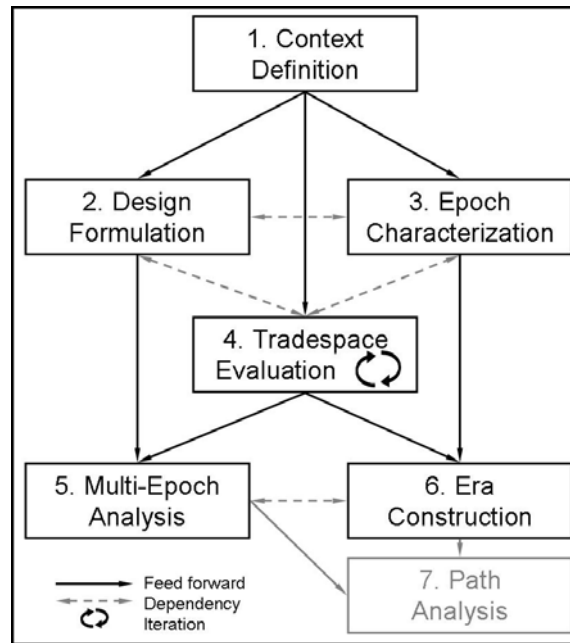 1. Context
Definition
2. Design
Formulation
3. Epoch
Characterization
4. Tradespace
Evaluation
5. Multi-Epoch
Analysis
6. Era
Construction
7. Path
Analysis
Feed forward
Dependency
Iteration